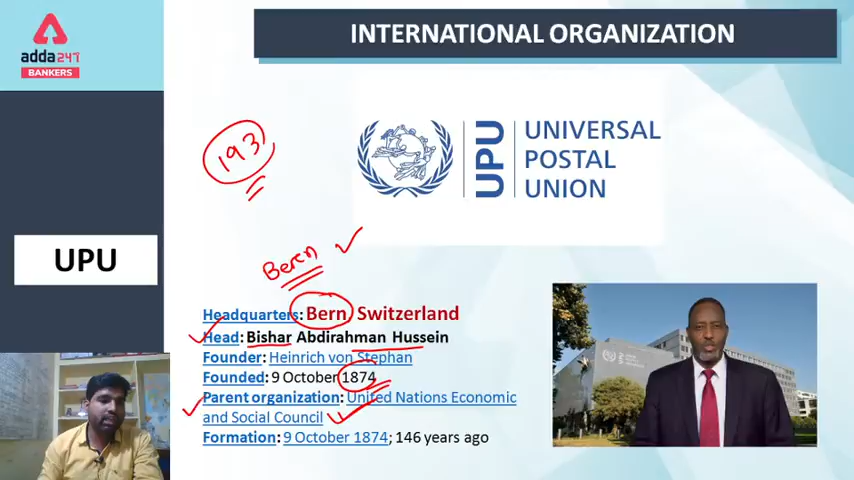 INTERNATIONAL ORGANIZATION
adda247
BANKERS
193
UPU
UNIVERSAL
POSTAL
UNION
UPU
Beren
Headquarters: Bern Switzerland
Head: Bishar Abdirahman Hussein
Founder: Heinrich von Stephan
Founded: 9 October 1874
Parent organization: United Nations Economic
and Social Council
Formation: 9 October 1874; 146 years ago